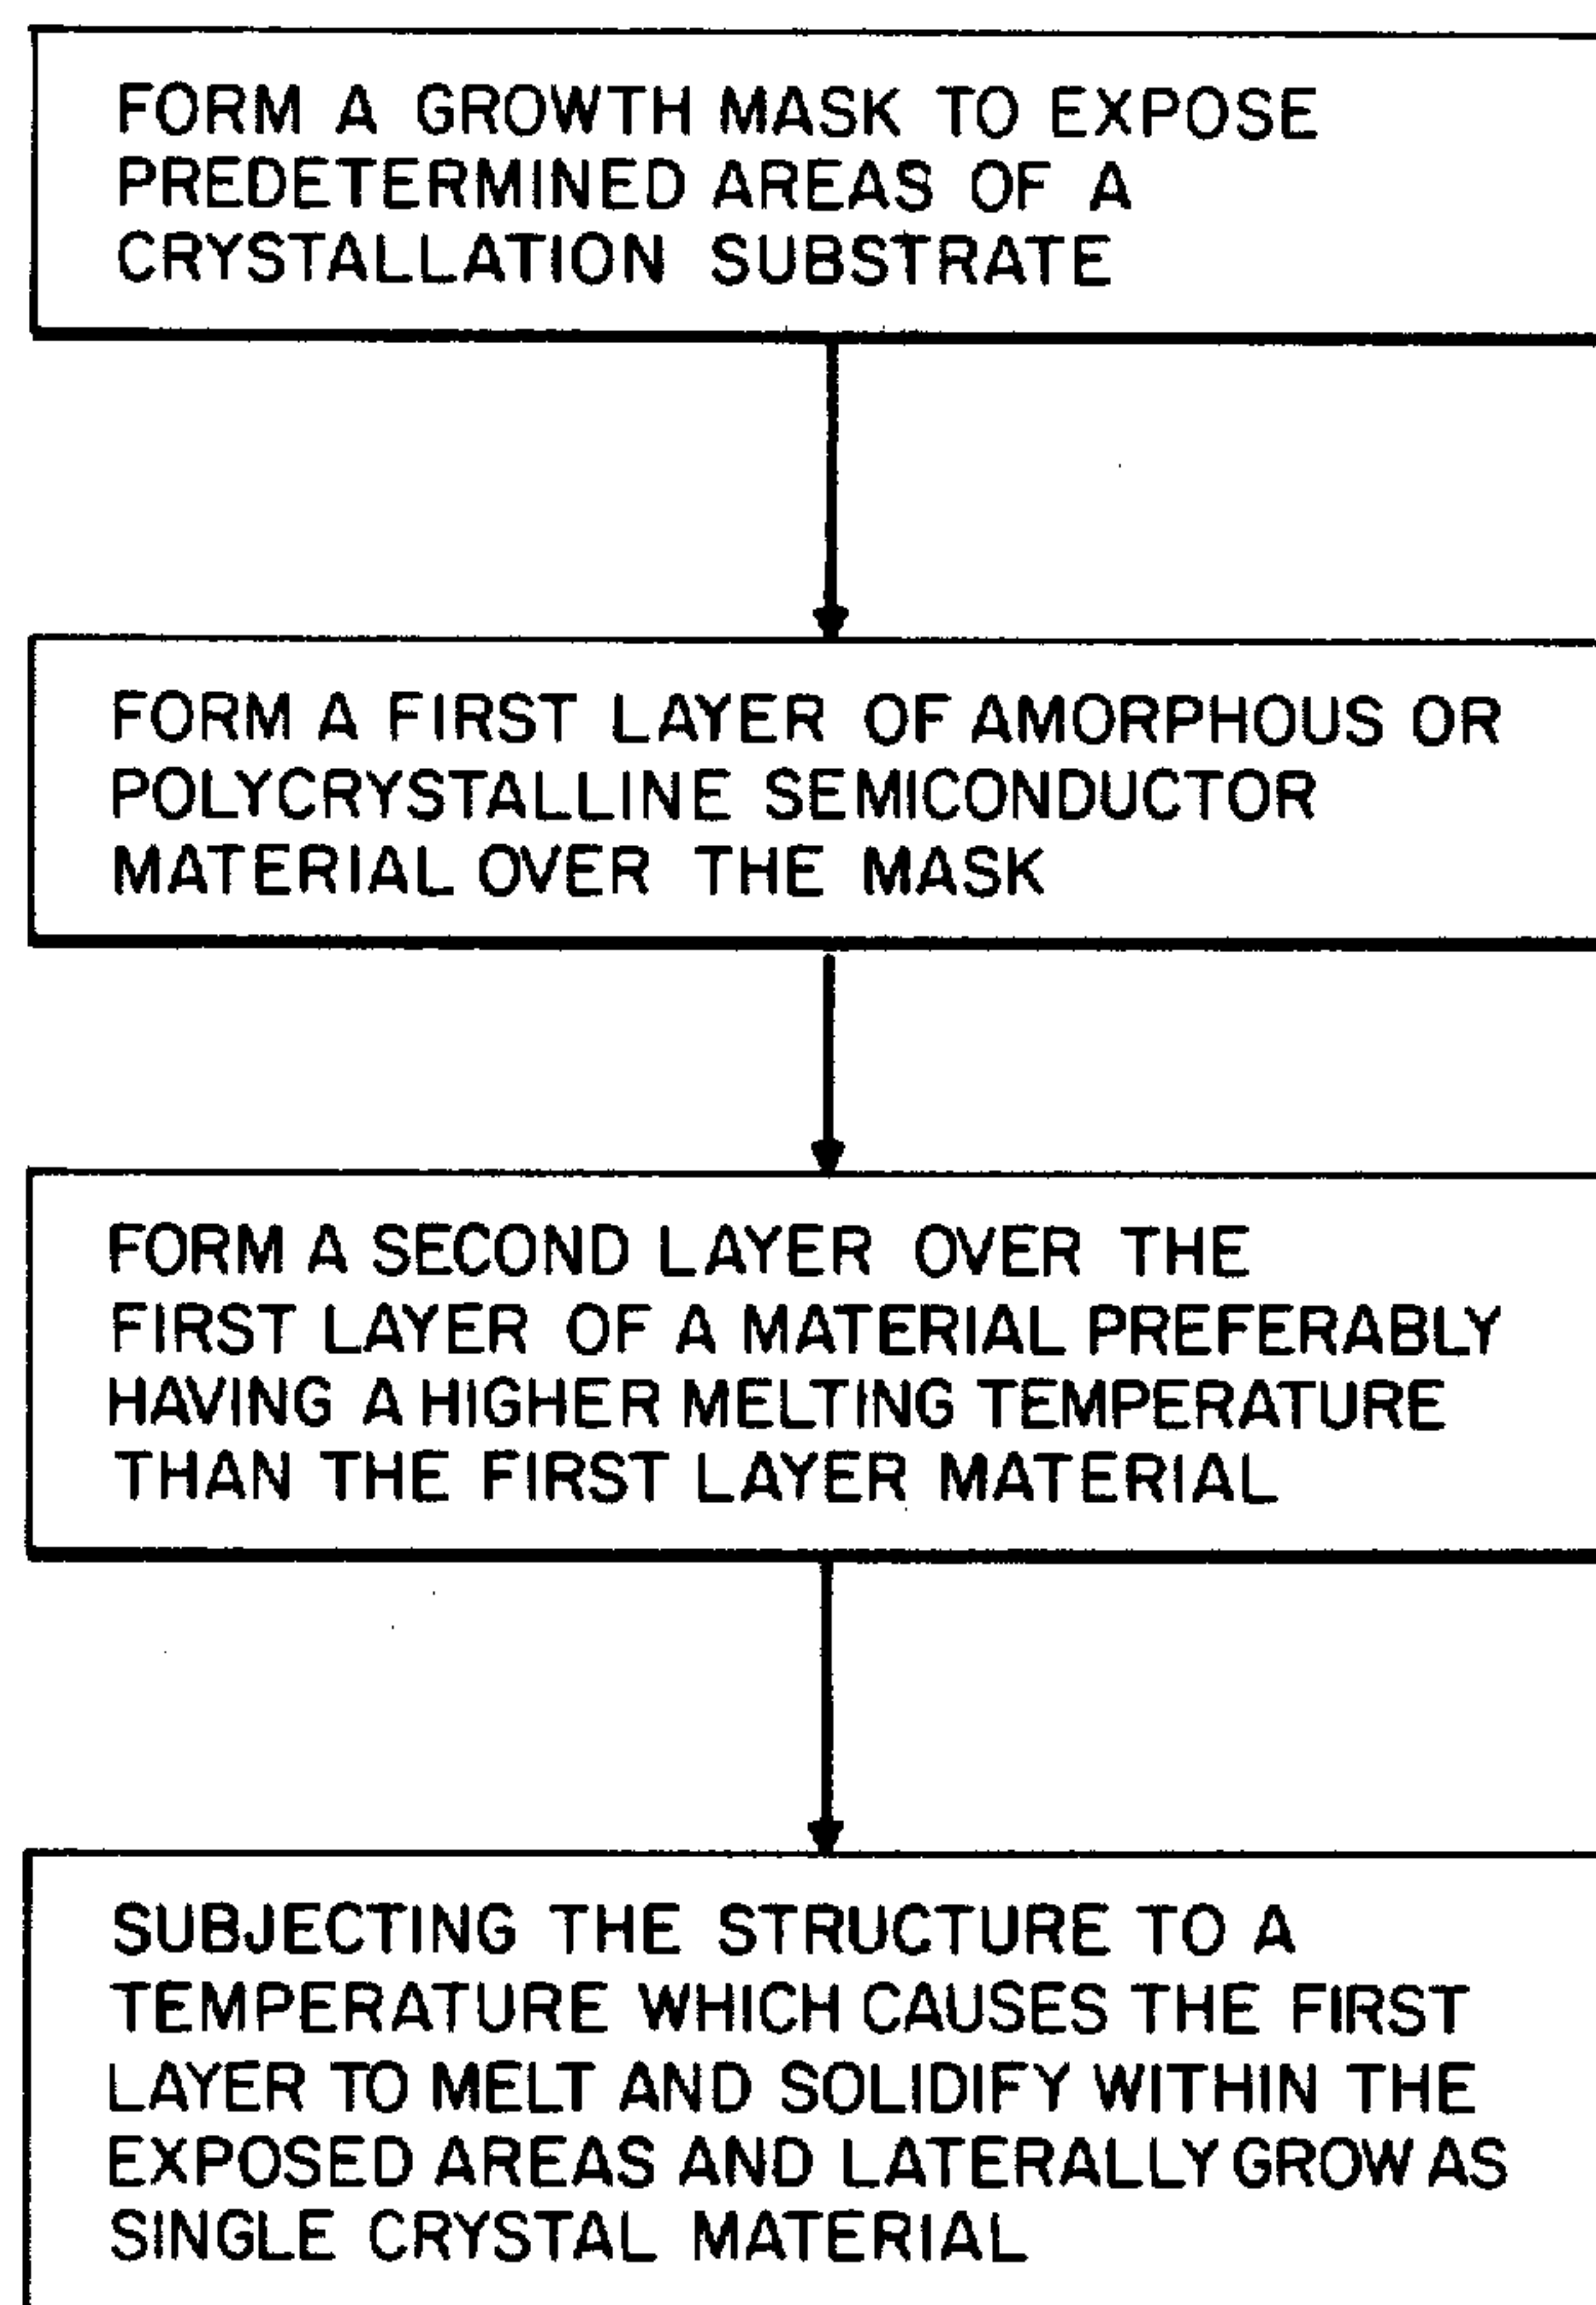 FORM A GROWTH MASK TO EXPOSE
PREDETERMINED AREAS OF A
CRYSTALLATION SUBSTRATE
FORM A FIRST LAYER OF AMORPHOUS OR
POLYCRYSTALLINE SEMICONDUCTOR
MATERIAL OVER THE MASK
FORM A SECOND LAYER OVER THE
FIRST LAYER OF A MATERIAL PREFERABLY
HAVING A HIGHER MELTING TEMPERATURE
THAN THE FIRST LAYER MATERIAL
SUBJECTING THE STRUCTURE TO A
TEMPERATURE WHICH CAUSES THE FIRST
LAYER TO MELT AND SOLIDIFY WITHIN THE
EXPOSED AREAS AND LATERALLY GROW AS
SINGLE CRYSTAL MATERIAL